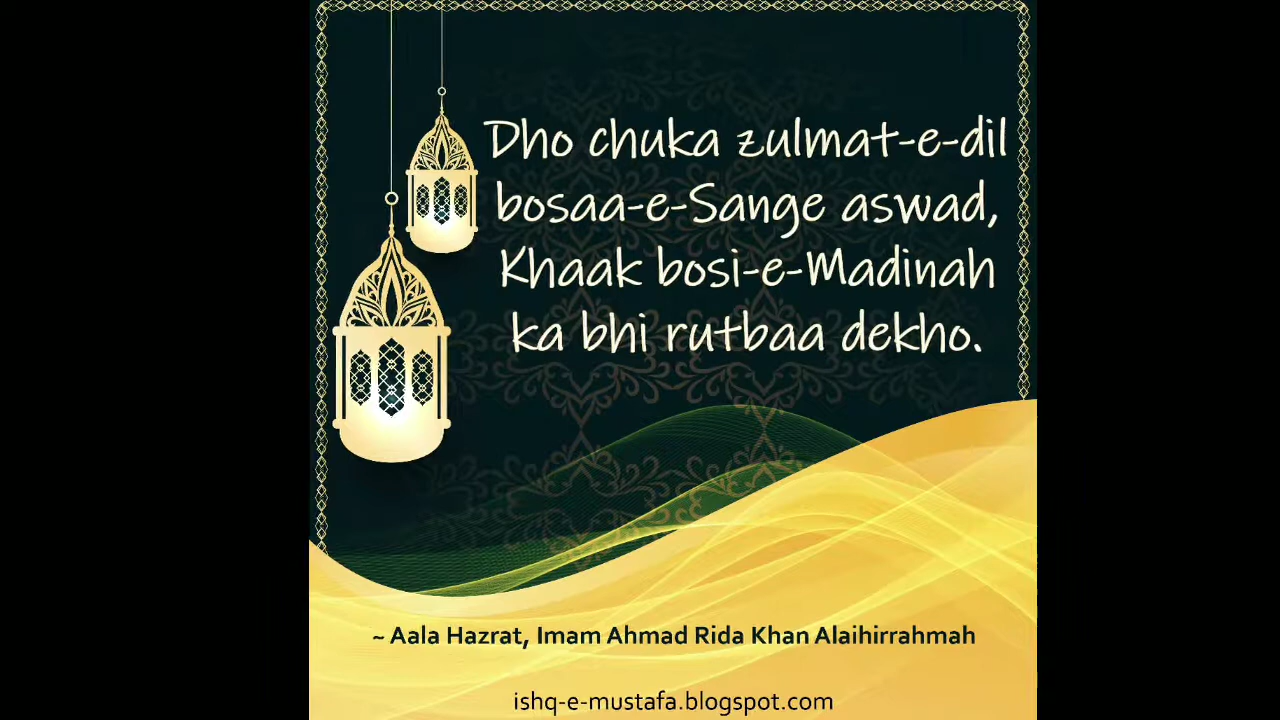 Dho chuka zulmat-e-dil
bosaa-e-Sange aswad,
Khaak bosi-e-Madinah
ka bhi rutbaa dekho.
~ Aala Hazrat, Imam Ahmad Rida Khan Alaihirrahmah
ishq-e-mustafa.blogspot.com